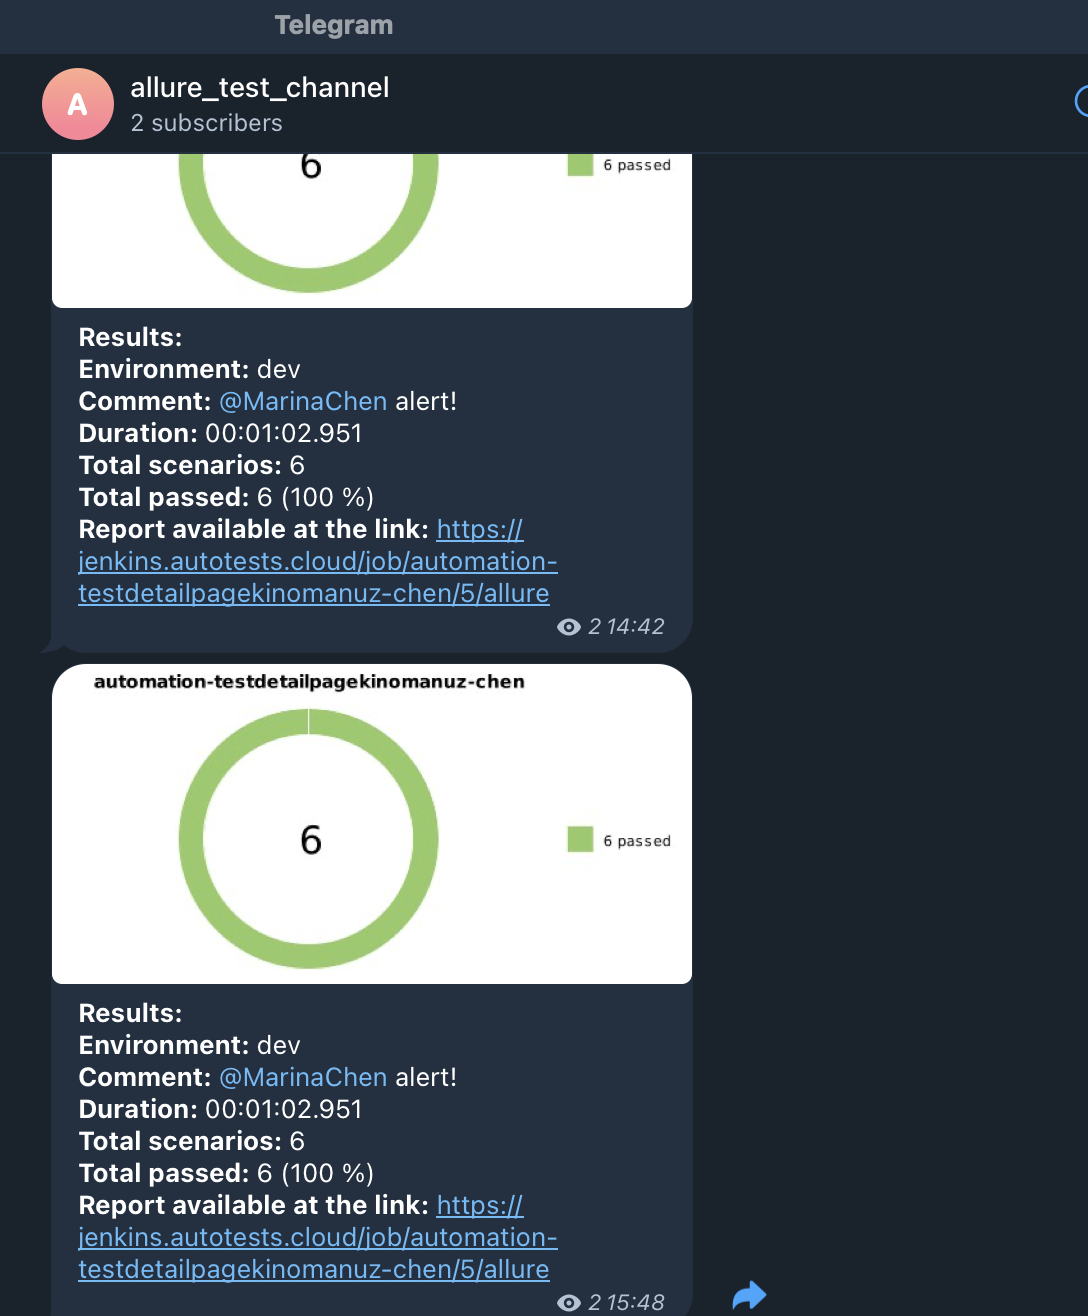 Telegram
A
allure_test_channel
2 subscribers
6
6 passed
Results:
Environment: dev
Comment: @MarinaChen alert!
Duration: 00:01:02.951
Total scenarios: 6
Total passed: 6 (100 %)
Report available at the link: https://
jenkins.autotests.cloud/job/automation-
testdetailpagekinomanuz-chen/5/allure
2 14:42
automation-testdetailpagekinomanuz-chen
6
6 passed
Results:
Environment: dev
Comment: @MarinaChen alert!
Duration: 00:01:02.951
Total scenarios: 6
Total passed: 6 (100 %)
Report available at the link: https://
jenkins.autotests.cloud/job/automation-
testdetailpagekinomanuz-chen/5/allure
2 15:48